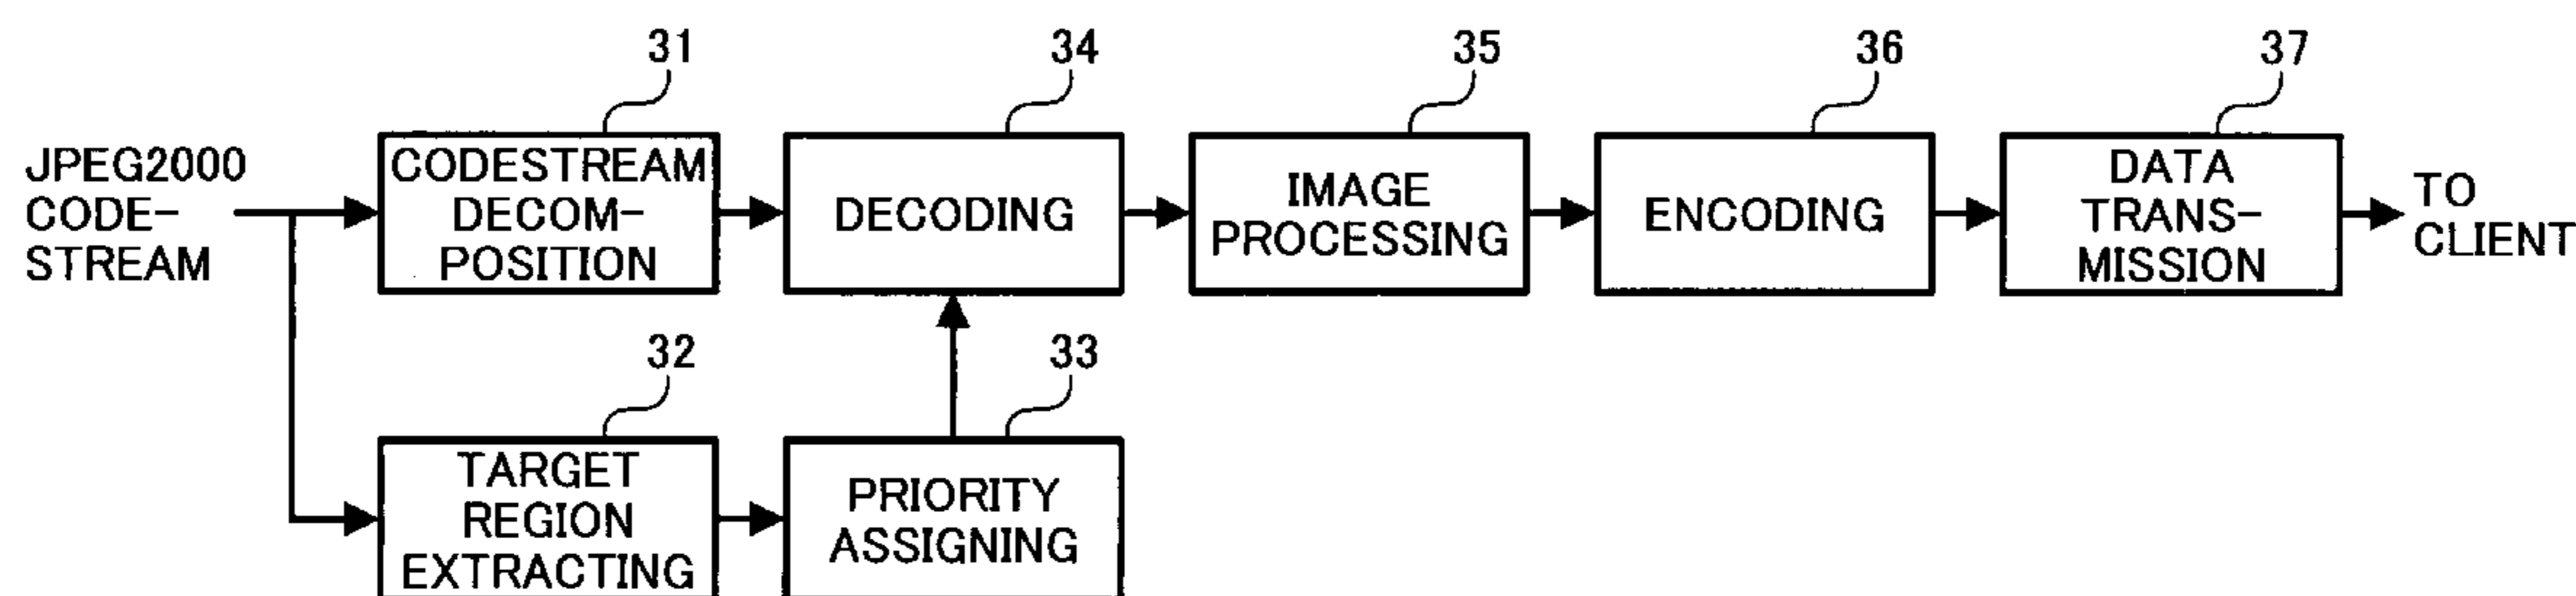 31
34
35
36
37
JPEG2000
CODE-
STREAM
CODESTREAM
DECOM-
POSITION
DECODING
IMAGE
PROCESSING
ENCODING
DATA
TRANS-
MISSION
TO
CLIENT
32
33
TARGET
REGION
EXTRACTING
PRIORITY
ASSIGNING